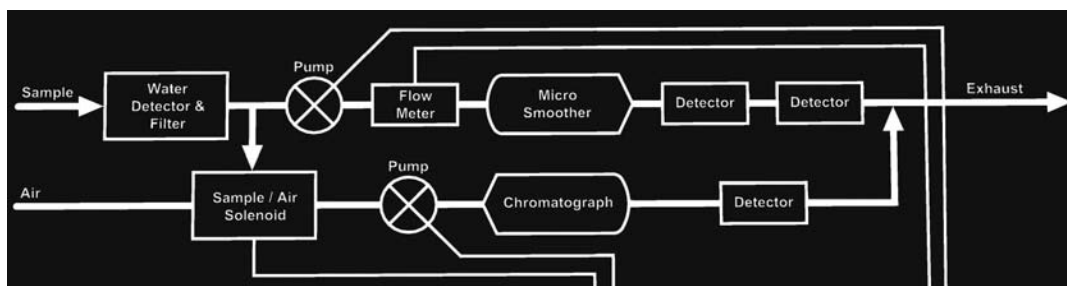 Pump
Sample
Water
Detector &
Filter
Flow
Meter
Micro
Smoother
Detector
Detector
Exhaust
Air
Sample / Air
Solenoid
Pump
Chromatograph
Detector